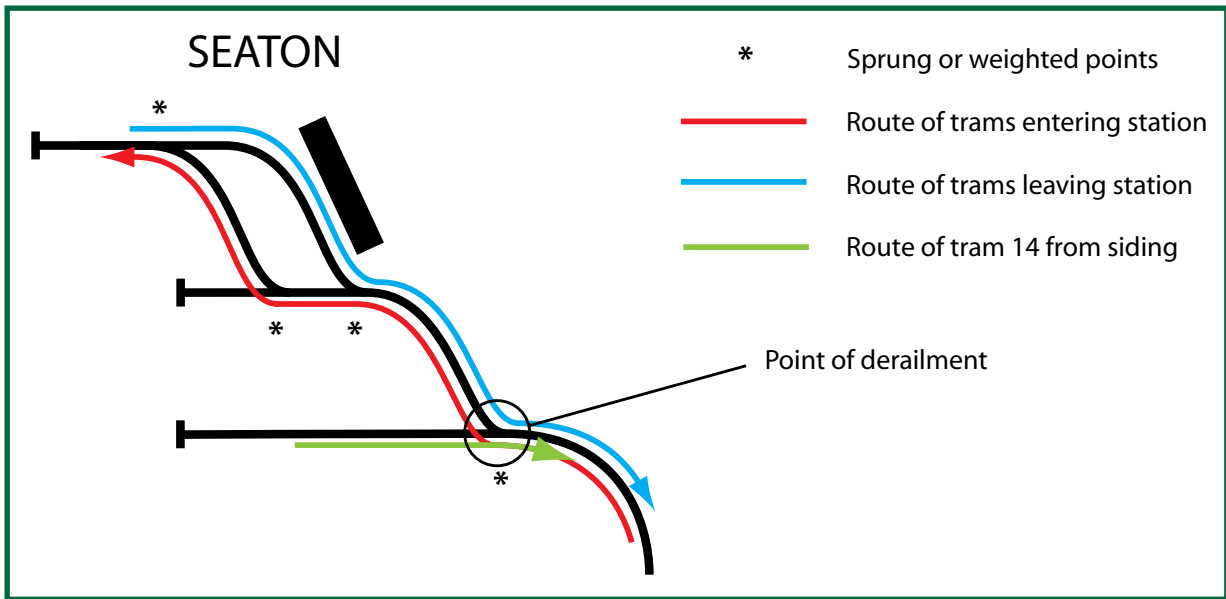 SEATON
* Sprung or weighted points
Route of trams entering station
Route of trams leaving station
Route of tram 14 from siding
*
* *
Point of derailment
*